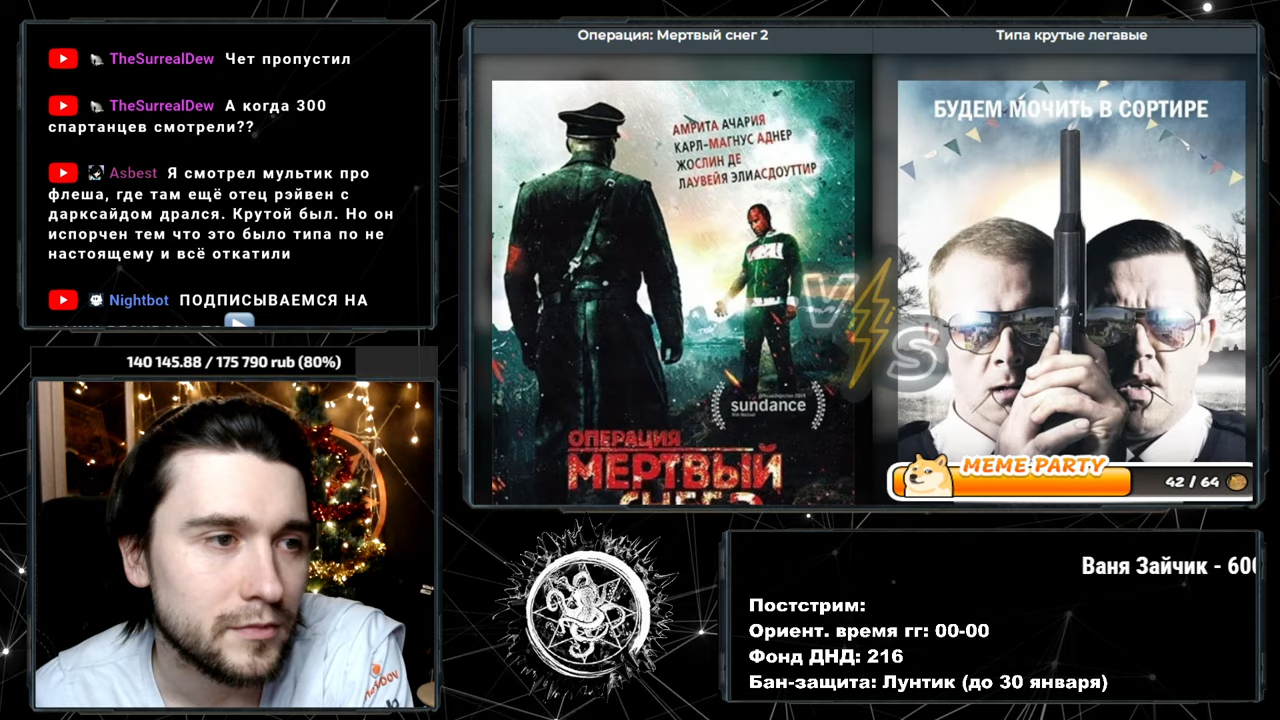 TheSurrealDew Чет пропустил
TheSurrealDew А когда 300
спартанцев смотрели??
Asbest Я смотрел мультик про
флеша, где там ещё отец рэйвен с
дарксайдом дрался. Крутой был. Но он
испорчен тем что это было типа по не
настоящему и всё откатили
Nightbot ПОДПИСЫВАЕМСЯ НА
140 145.88 / 175 790 rub (80%)
Операция: Мертвый снег 2
Типа крутые легавые
АМРИТА АЧАРИЯ
КАРЛ-МАГНУС АДНЕР
ЖОСЛИН ДЕ
ЛАУВЕЙЯ ЭЛИАСДОУТТИР
sundance
ОПЕРАЦИЯ
МЕРТВЫЙ
СНЕГ 2
VS
БУДЕМ МОЧИТЬ В СОРТИРЕ
MEME PARTY
42 / 64
Ваня Зайчик - 600
Постстрим:
Ориент. время гг: 00-00
Фонд ДНД: 216
Бан-защита: Лунтик (до 30 января)